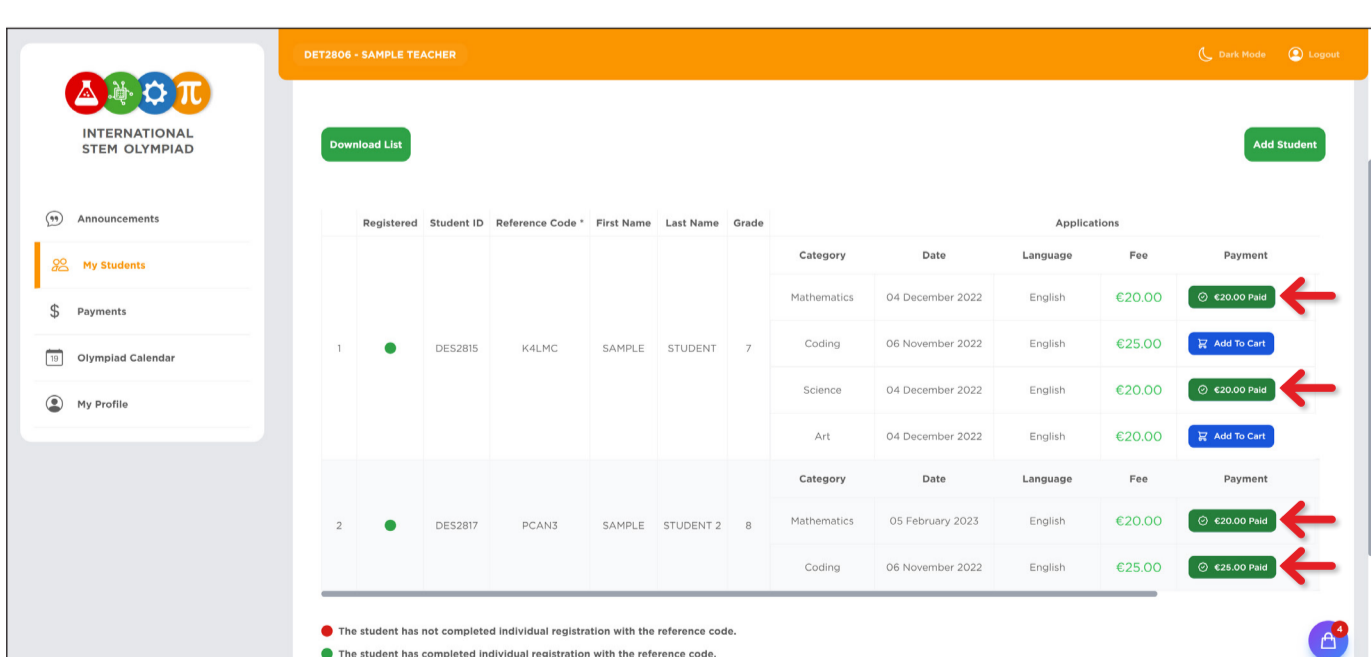 DET2806 - SAMPLE TEACHER
Dark Mode
Logout
π
INTERNATIONAL
STEM OLYMPIAD
Announcements
My Students
$ Payments
19 Olympiad Calendar
My Profile
Download List
Add Student
Registered Student ID Reference Code * First Name Last Name Grade Applications
Category Date Language Fee Payment
Mathematics 04 December 2022 English €20.00 €20.00 Paid
1 DES2815 K4LMC SAMPLE STUDENT 7
Coding 06 November 2022 English €25.00 Add To Cart
Science 04 December 2022 English €20.00 €20.00 Paid
Art 04 December 2022 English €20.00 Add To Cart
Category Date Language Fee Payment
2 DES2817 PCAN3 SAMPLE STUDENT 2 8
Mathematics 05 February 2023 English €20.00 €20.00 Paid
Coding 06 November 2022 English €25.00 €25.00 Paid
The student has not completed individual registration with the reference code.
4
The student has completed individual registration with the reference code.